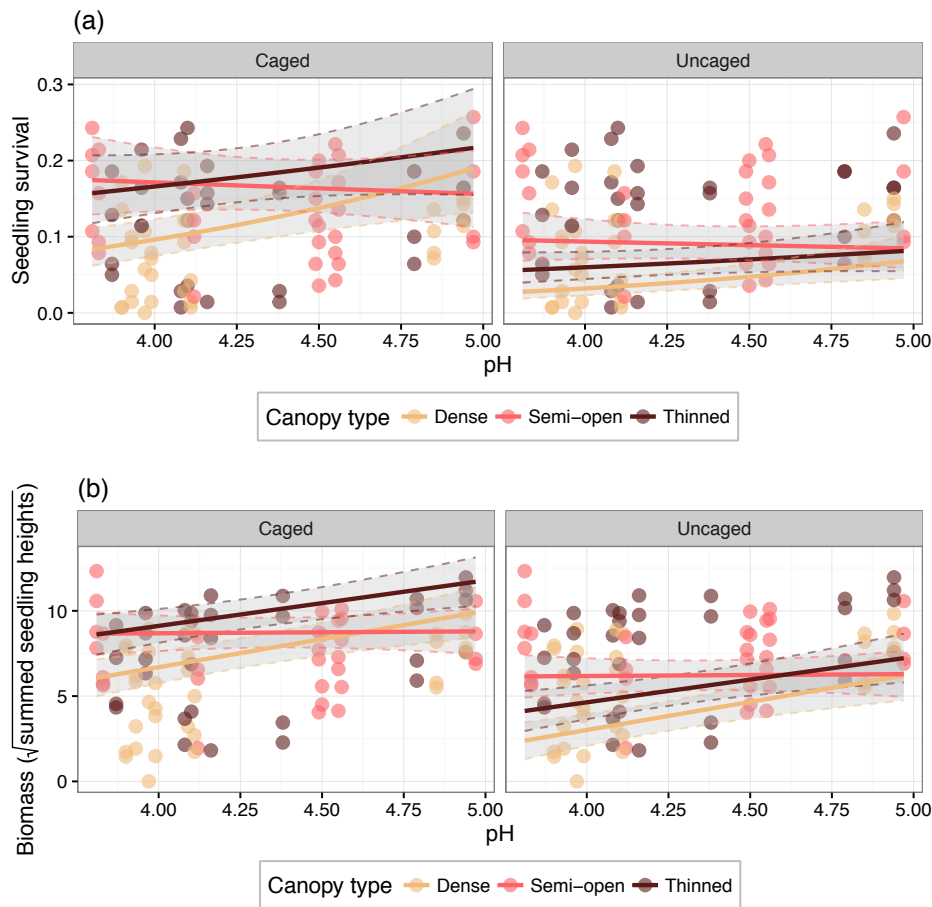 (a)
Caged
Uncaged
Seedling survival
0.3
0.2
0.1
0.0
4.00 4.25 4.50 4.75 5.00
4.00 4.25 4.50 4.75 5.00
pH
Canopy type Dense Semi−open Thinned
(b)
Caged
Uncaged
Biomass (√summed seedling heights)
10
5
0
4.00 4.25 4.50 4.75 5.00
4.00 4.25 4.50 4.75 5.00
pH
Canopy type Dense Semi−open Thinned